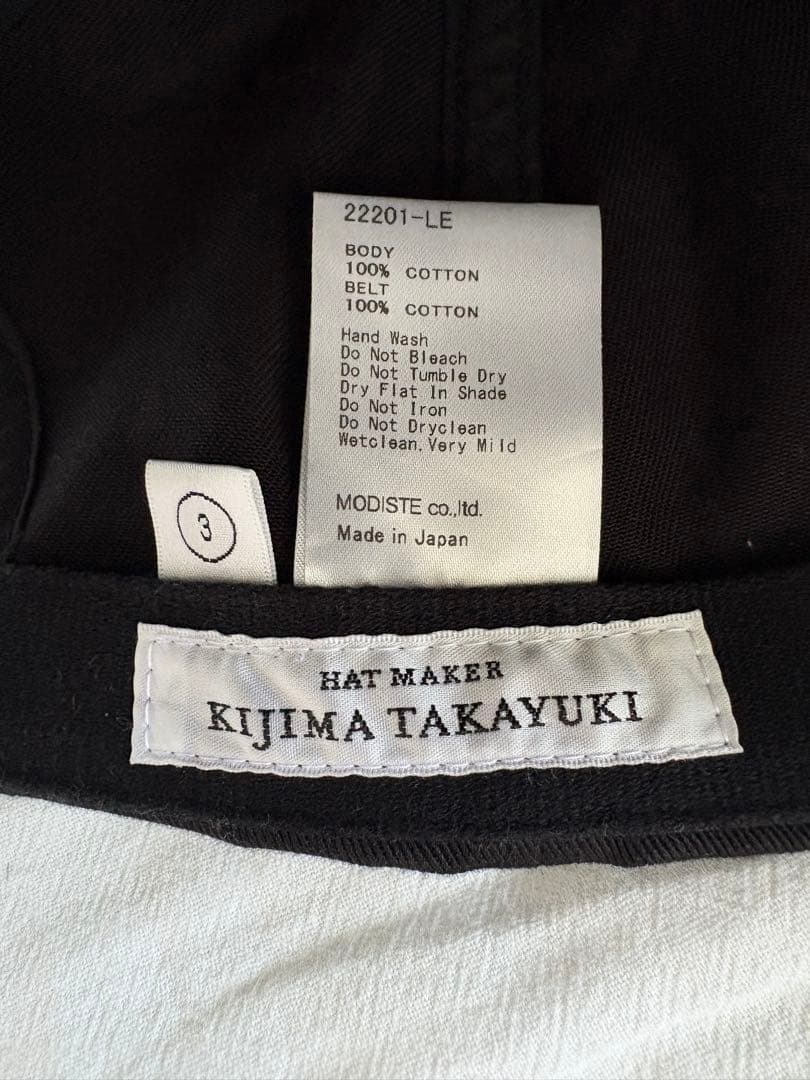 22201-LE
BODY
100% COTTON
BELT
100% COTTON
Hand Wash
Do Not Bleach
Do Not Tumble Dry
Dry Flat In Shade
Do Not Iron
Do Not Dryclean
Wetclean,Very Mild
MODISTE co.,ltd.
Made in Japan
3
HAT MAKER
KIJIMA TAKAYUKI